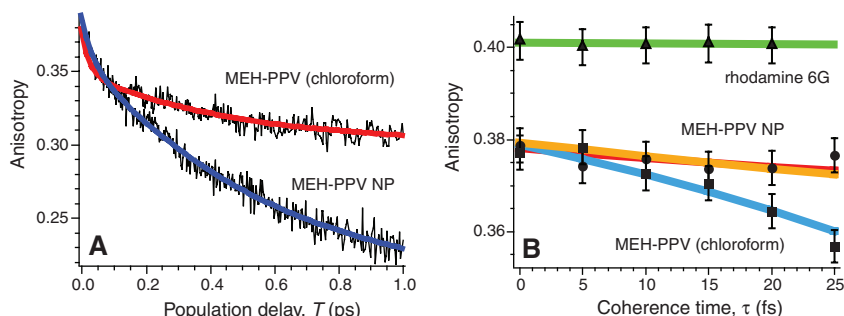 0.35
0.30
0.25
Anisotropy
MEH-PPV (chloroform)
MEH-PPV NP
A
0.0 0.2 0.4 0.6 0.8 1.0
Population delay, T (ps)
0.40
0.38
0.36
Anisotropy
rhodamine 6G
MEH-PPV NP
MEH-PPV (chloroform)
B
0 5 10 15 20 25
Coherence time, τ (fs)